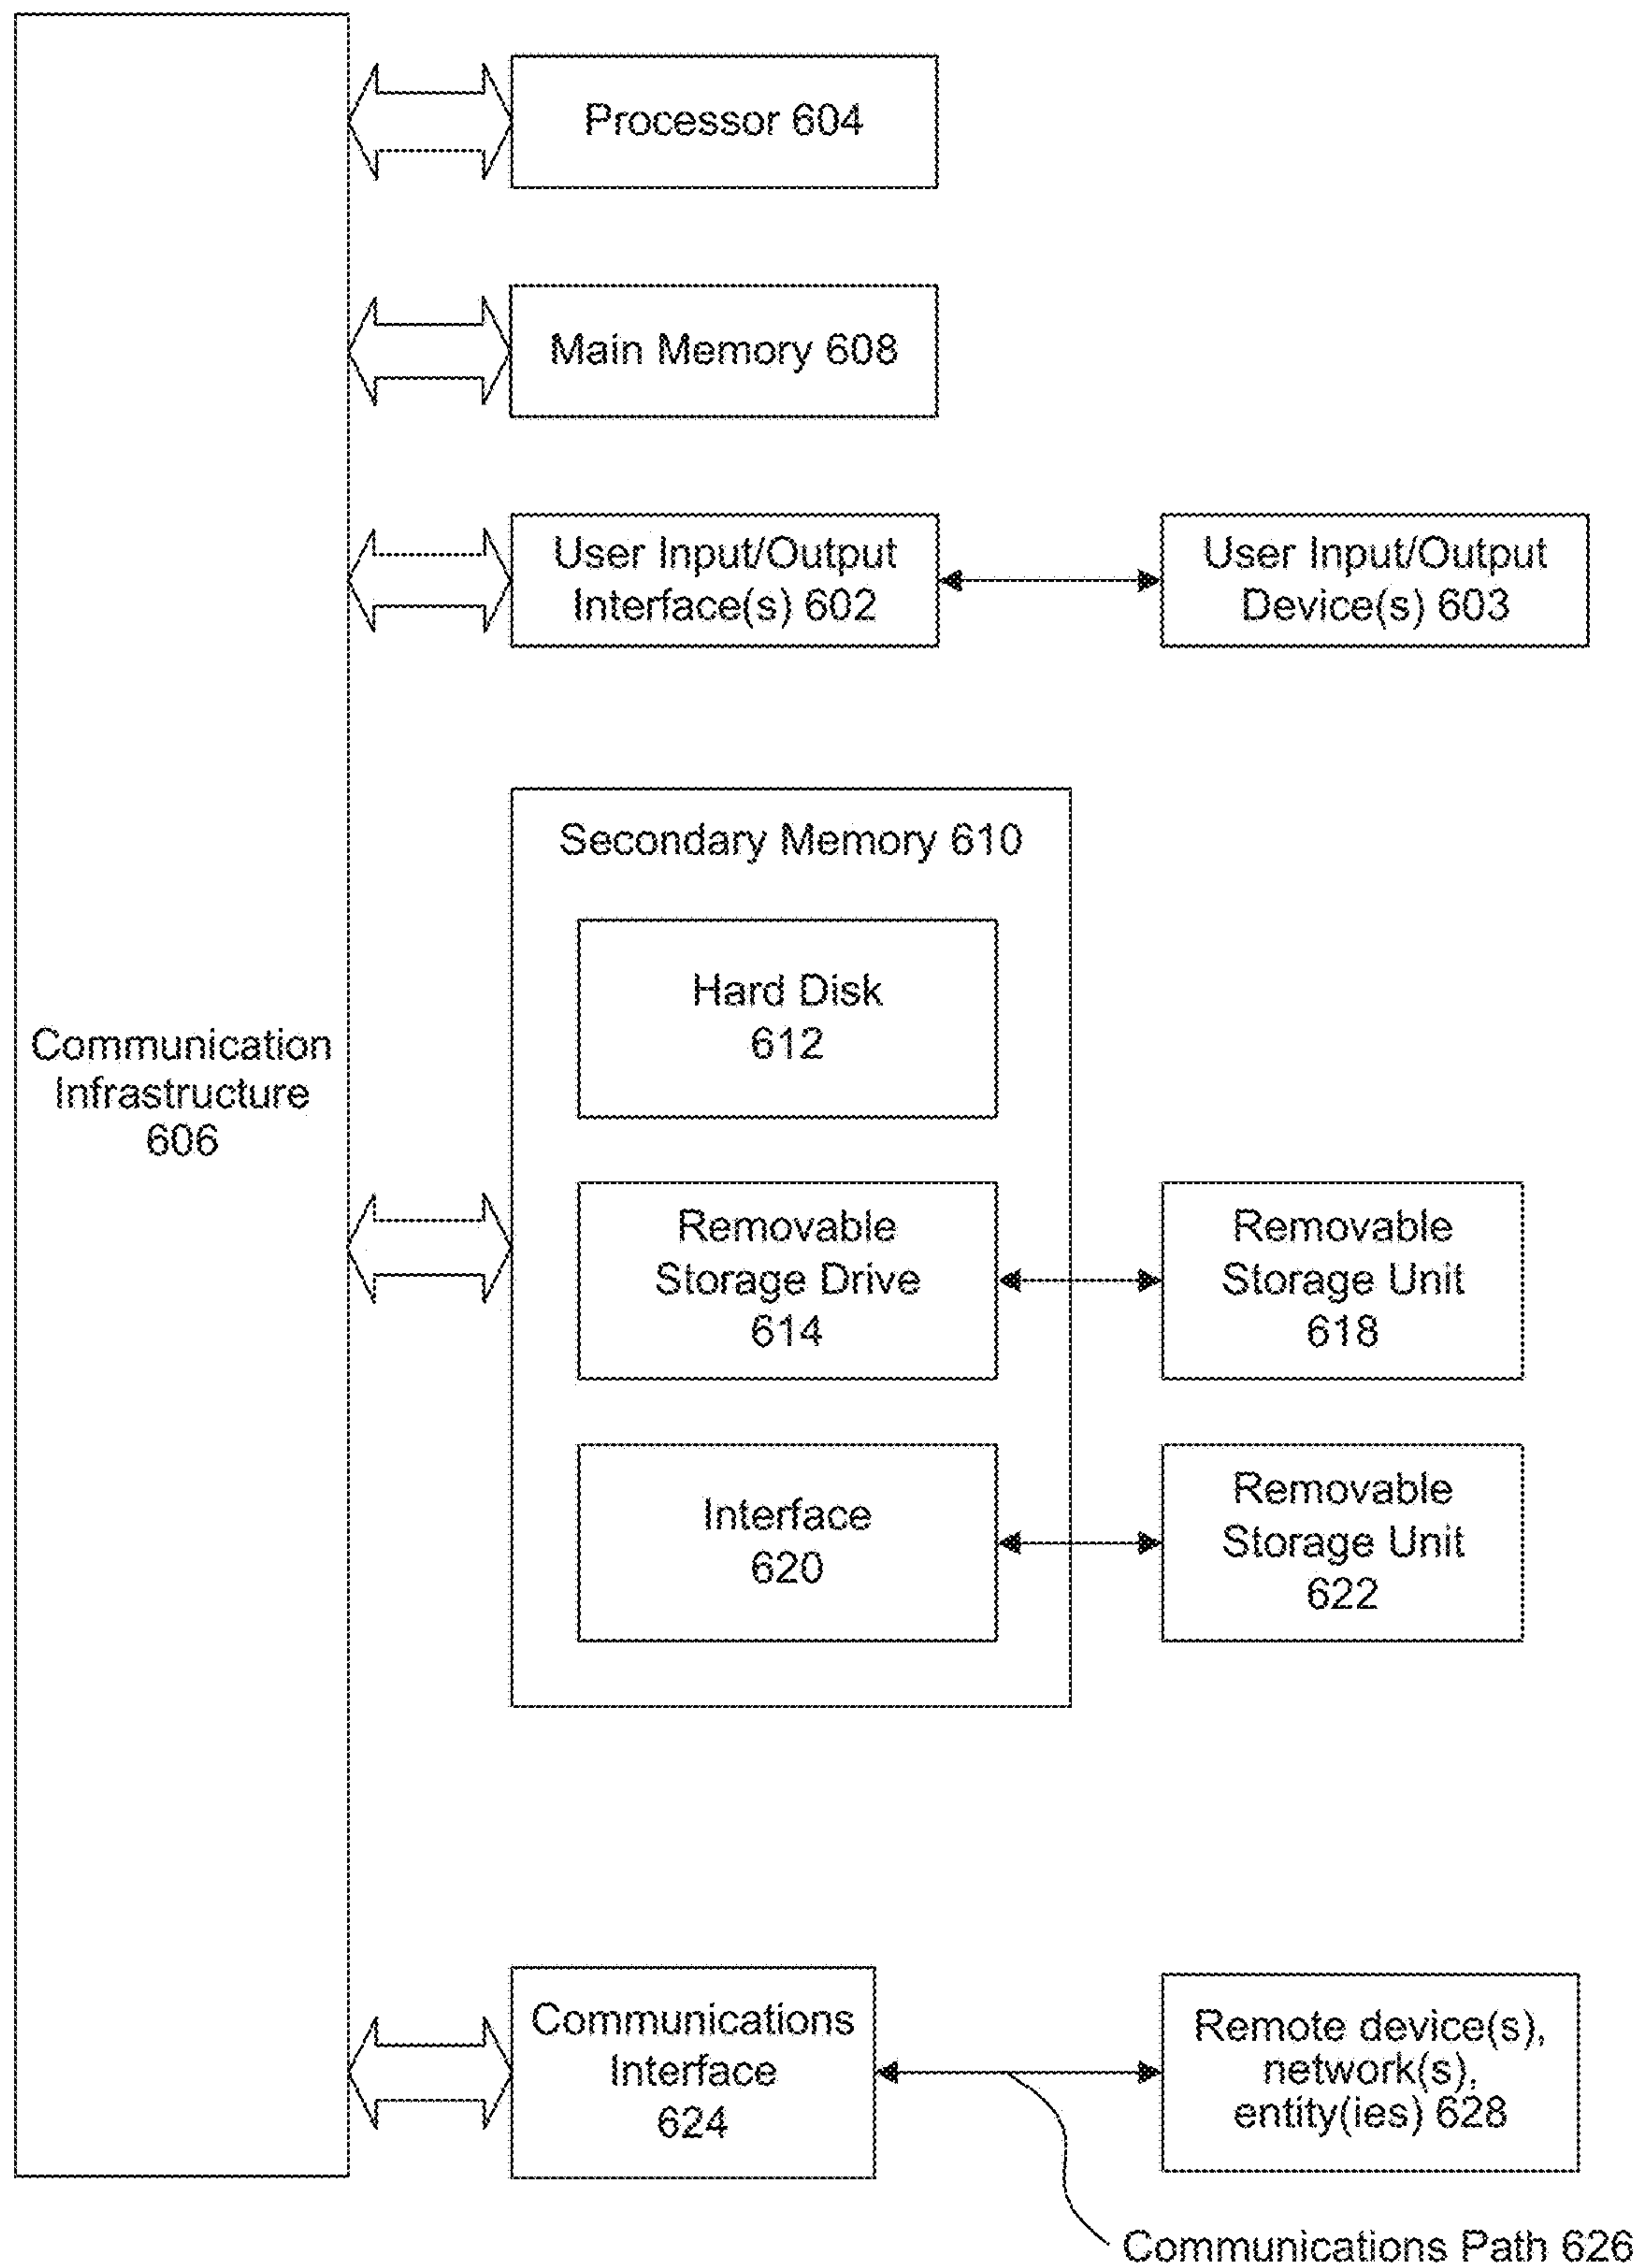 Processor 604
Main Memory 608
User Input/Output
Interface(s) 602
User Input/Output
Device(s) 603
Secondary Memory 610
Hard Disk
612
Communication
Infrastructure
606
Removable
Storage Drive
614
Removable
Storage Unit
618
Interface
620
Removable
Storage Unit
622
Communications
Interface
624
Remote device(s),
network(s),
entity(ies) 628
Communications Path 626